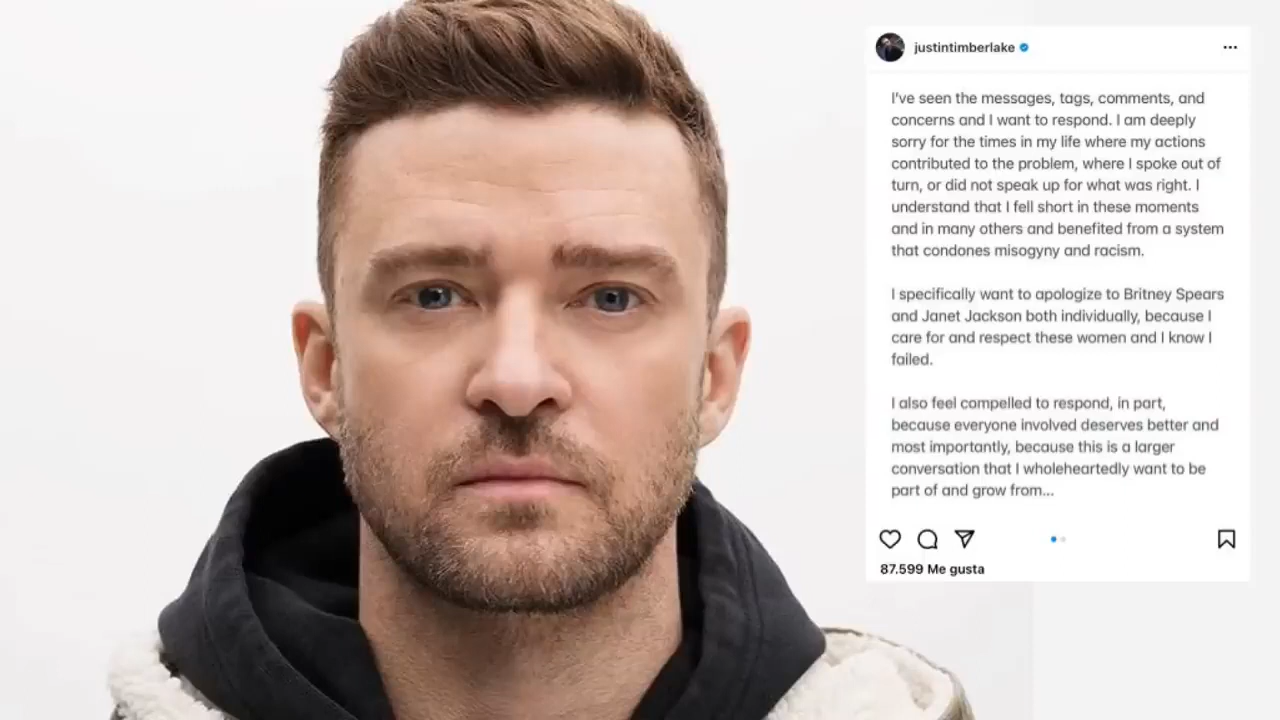 justintimberlake
I've seen the messages, tags, comments, and
concerns and I want to respond. I am deeply
sorry for the times in my life where my actions
contributed to the problem, where I spoke out of
turn, or did not speak up for what was right. I
understand that I fell short in these moments
and in many others and benefited from a system
that condones misogyny and racism.
I specifically want to apologize to Britney Spears
and Janet Jackson both individually, because I
care for and respect these women and I know I
failed.
I also feel compelled to respond, in part,
because everyone involved deserves better and
most importantly, because this is a larger
conversation that I wholeheartedly want to be
part of and grow from...
87.599 Me gusta